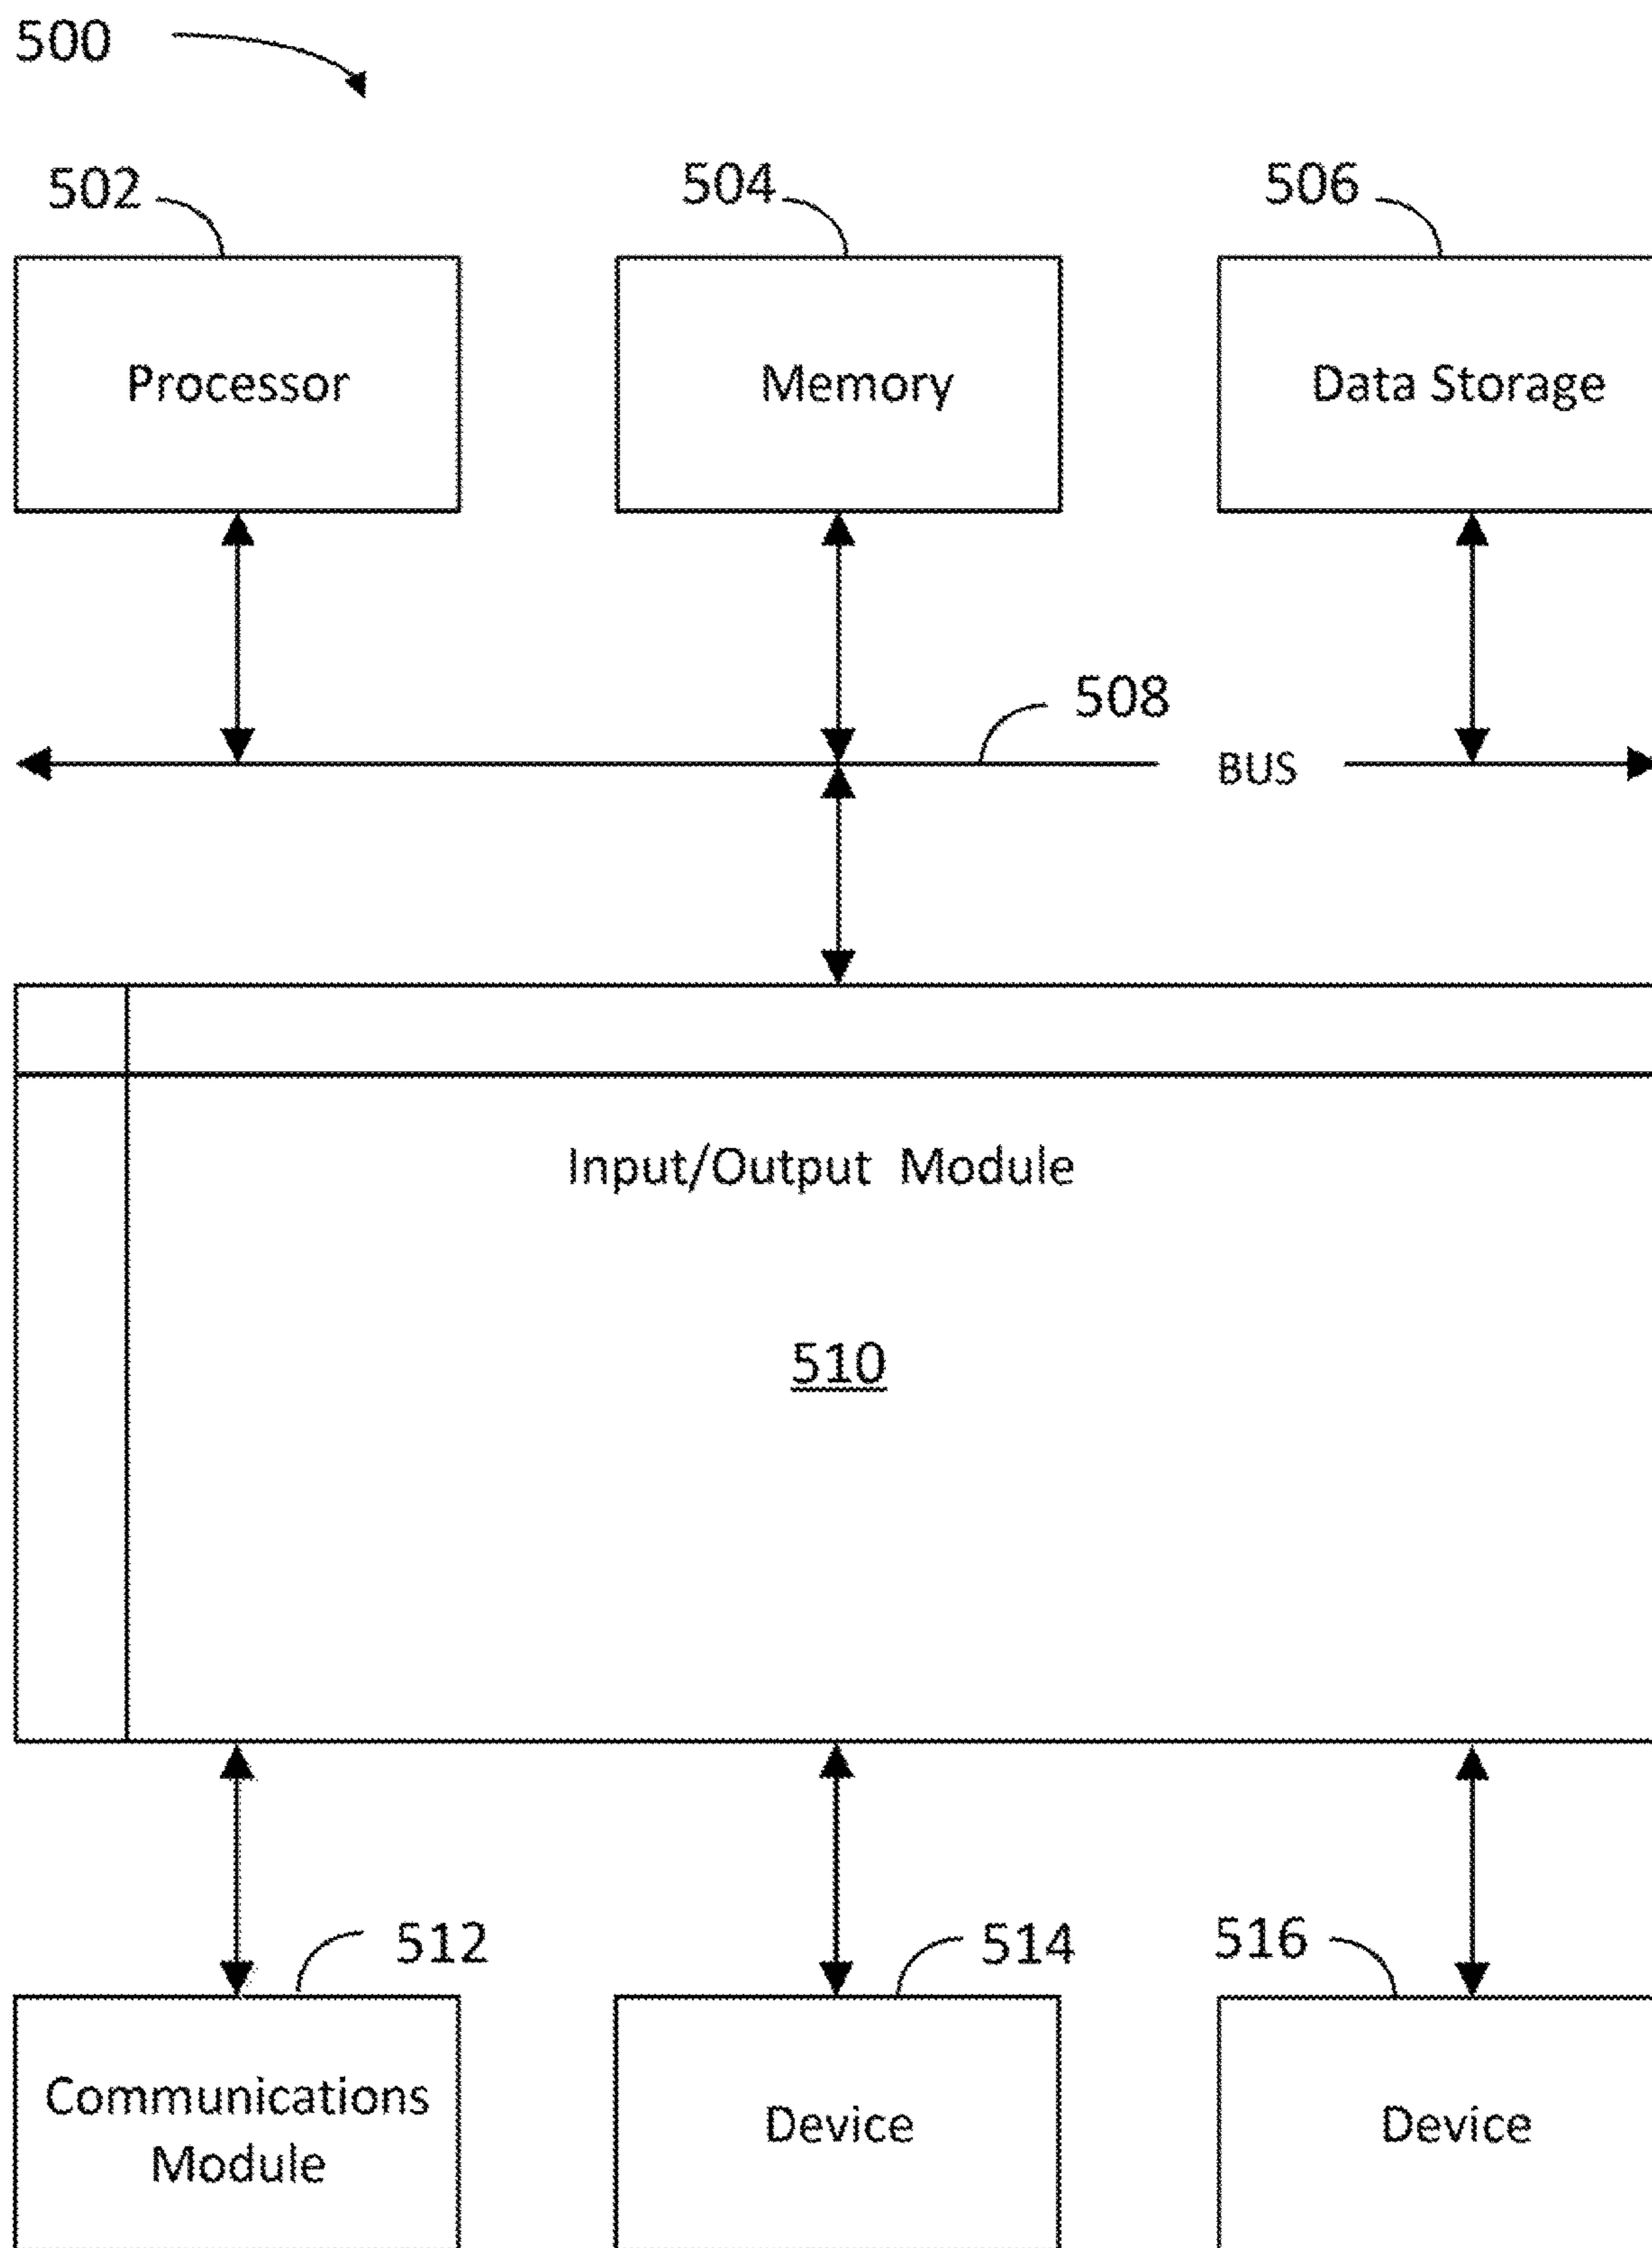 500
502
504
506
Processor
Memory
Data Storage
508
BUS
Input/Output Module
510
512
514
516
Communications
Module
Device
Device